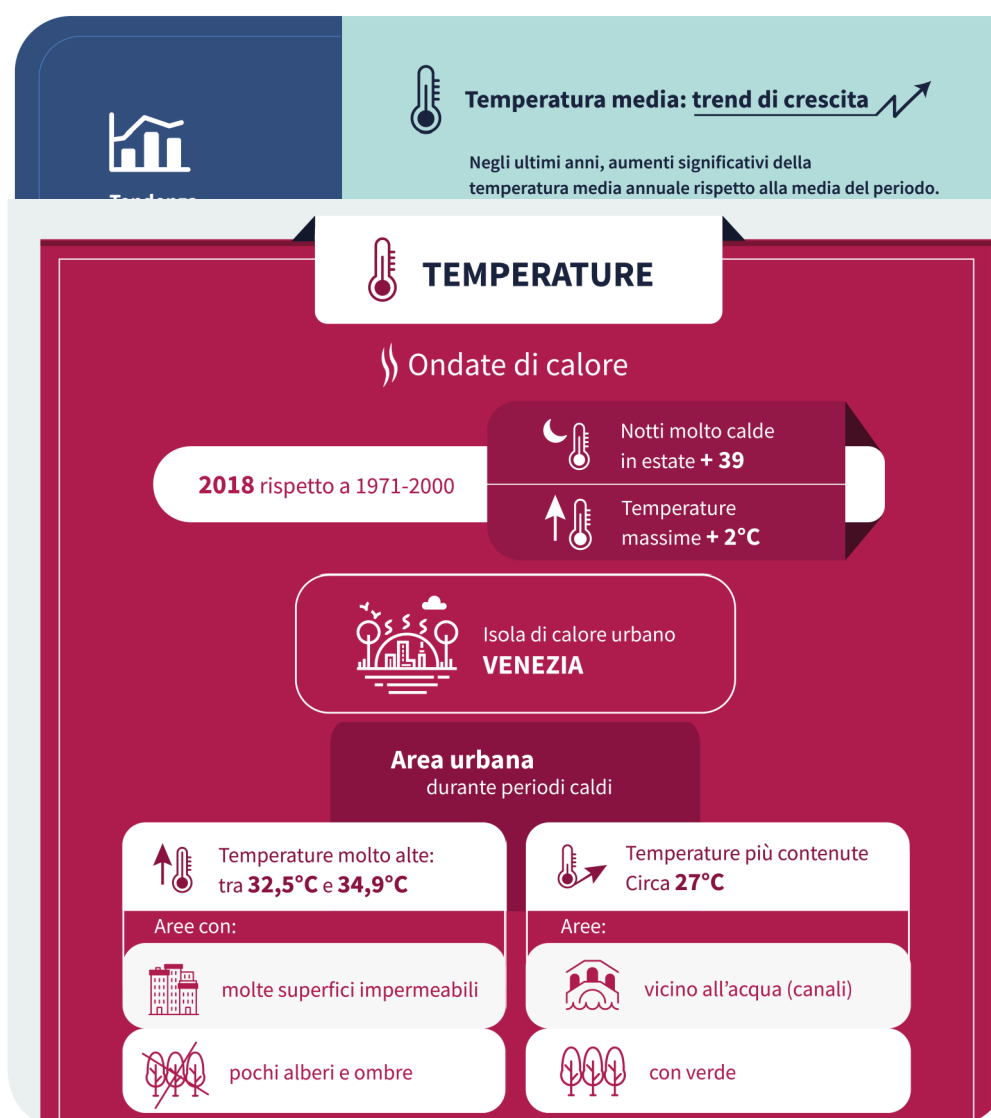 Temperatura media: trend di crescita
Negli ultimi anni, aumenti significativi della
temperatura media annuale rispetto alla media del periodo.
Tendenze
TEMPERATURE
Ondate di calore
2018 rispetto a 1971-2000
Notti molto calde
in estate + 39
Temperature
massime + 2°C
Isola di calore urbano
VENEZIA
Area urbana
durante periodi caldi
Temperature molto alte:
tra 32,5°C e 34,9°C
Aree con:
molte superfici impermeabili
pochi alberi e ombre
Temperature più contenute
Circa 27°C
Aree:
vicino all'acqua (canali)
con verde